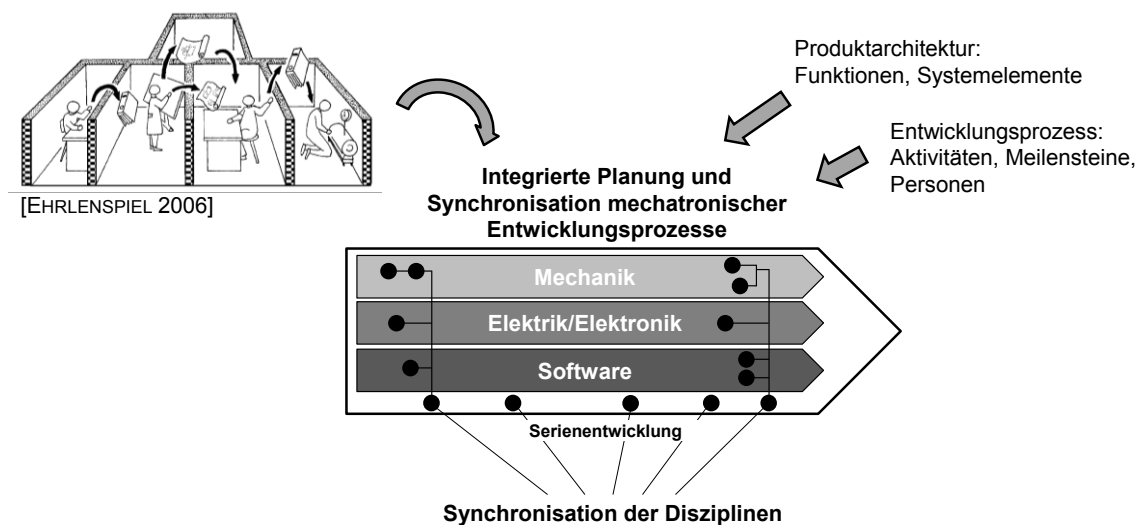 Produktarchitektur:
Funktionen, Systemelemente
Entwicklungsprozess:
Aktivitäten, Meilensteine,
Personen
[EHRLENSPIEL 2006]
Integrierte Planung und
Synchronisation mechatronischer
Entwicklungsprozesse
Mechanik
Elektrik/Elektronik
Software
Serienentwicklung
Synchronisation der Disziplinen